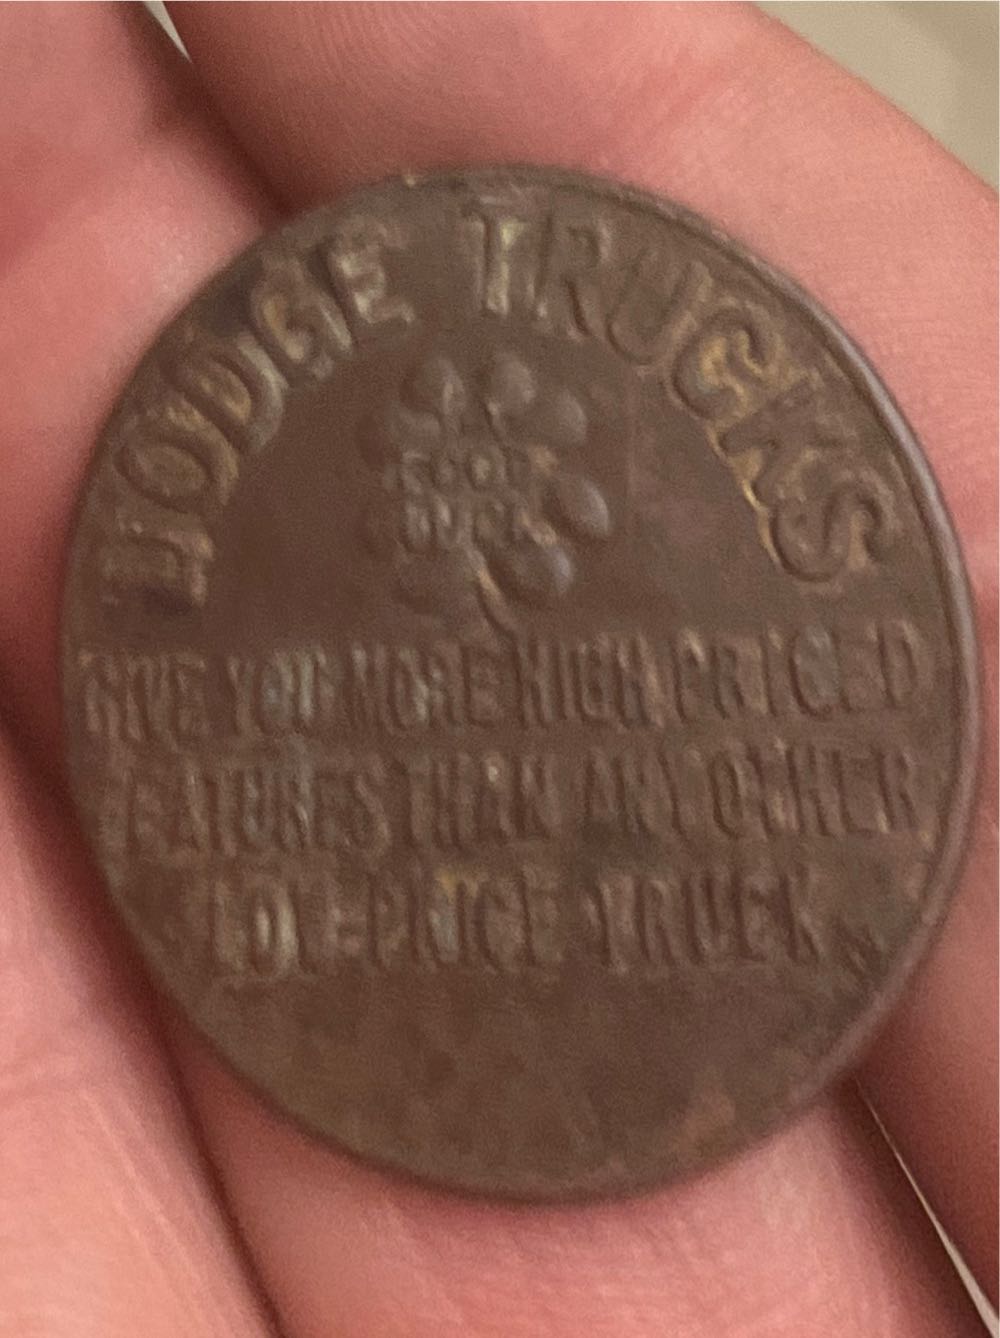 DODGE TRUCKS
GOOD
LUCK
GIVE YOU MORE HIGH PRICED
FEATURES THAN ANY OTHER
LOW-PRICE TRUCK